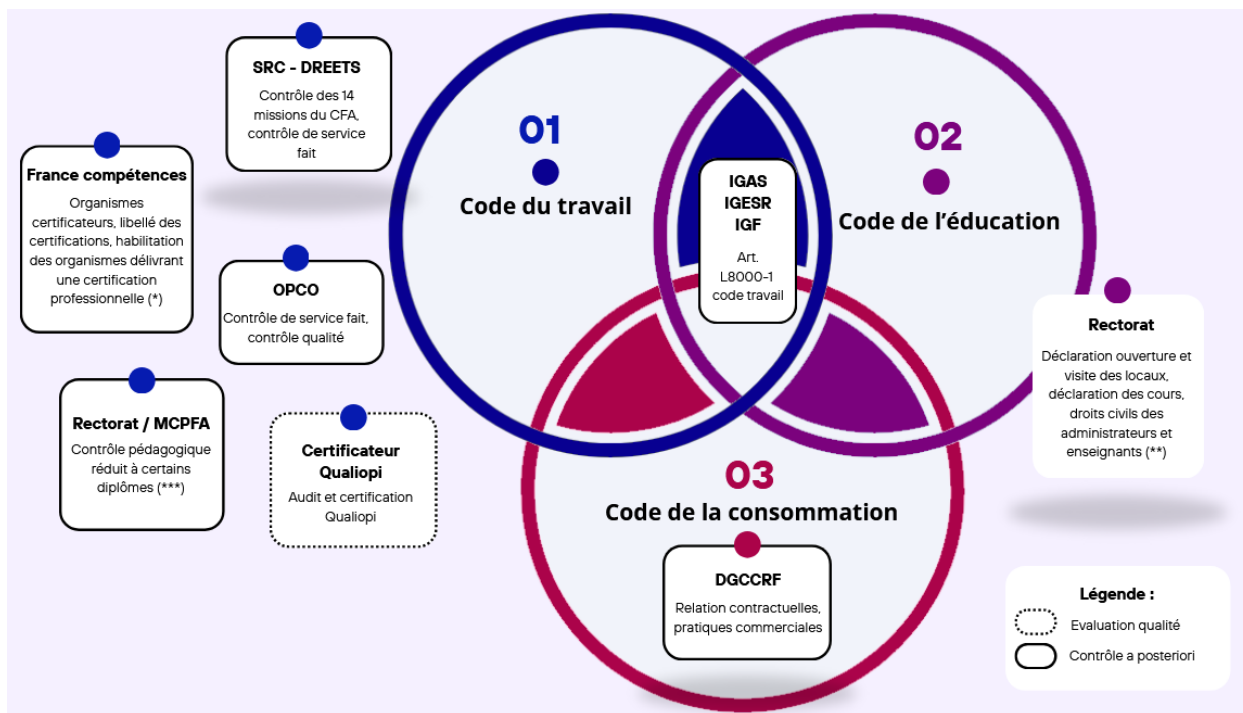 SRC - DREETS
Contrôle des 14
missions du CFA,
contrôle de service
fait
France compétences
Organismes
certificateurs, libellé des
certifications, habilitation
des organismes délivrant
une certification
professionnelle (*)
OPCO
Contrôle de service fait,
contrôle qualité
Rectorat / MCPFA
Contrôle pédagogique
réduit à certains
diplômes (***)
Certificateur
Qualiopi
Audit et certification
Qualiopi
01
Code du travail
IGAS
IGESR
IGF
Art.
L8000-1
code travail
02
Code de l’éducation
Rectorat
Déclaration ouverture et
visite des locaux,
déclaration des cours,
droits civils des
administrateurs et
enseignants (**)
03
Code de la consommation
DGCCRF
Relation contractuelles,
pratiques commerciales
Légende :
Evaluation qualité
Contrôle a posteriori